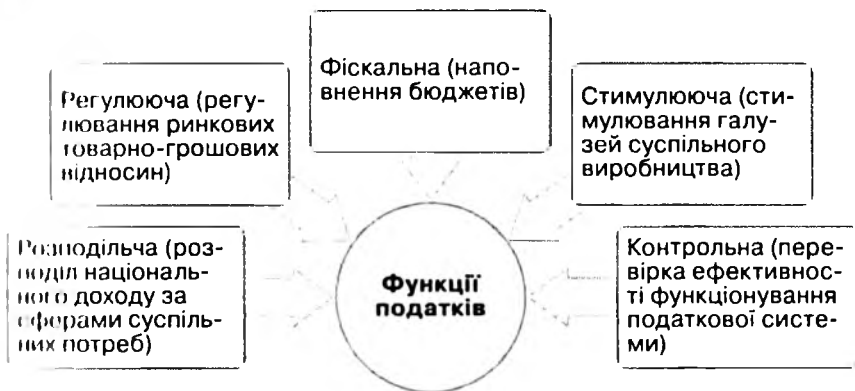 Фіскальна (напо-
внення бюджетів)
Регулююча (регу-
лювання ринкових
товарно-грошових
відносин)
Стимулююча (сти-
мулювання галу-
зей суспільного
виробництва)
Розподільча (роз-
поділ національ-
ного доходу за
сферами суспіль-
них потреб)
Функції
податків
Контрольна (пере-
вірка ефективнос-
ті функціонування
податкової систе-
ми)